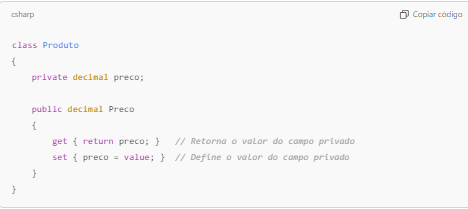 csharp
Copiar código
class Produto
{
    private decimal preco;
    public decimal Preco
    {
        get { return preco; }   // Retorna o valor do campo privado
        set { preco = value; }  // Define o valor do campo privado
    }
}